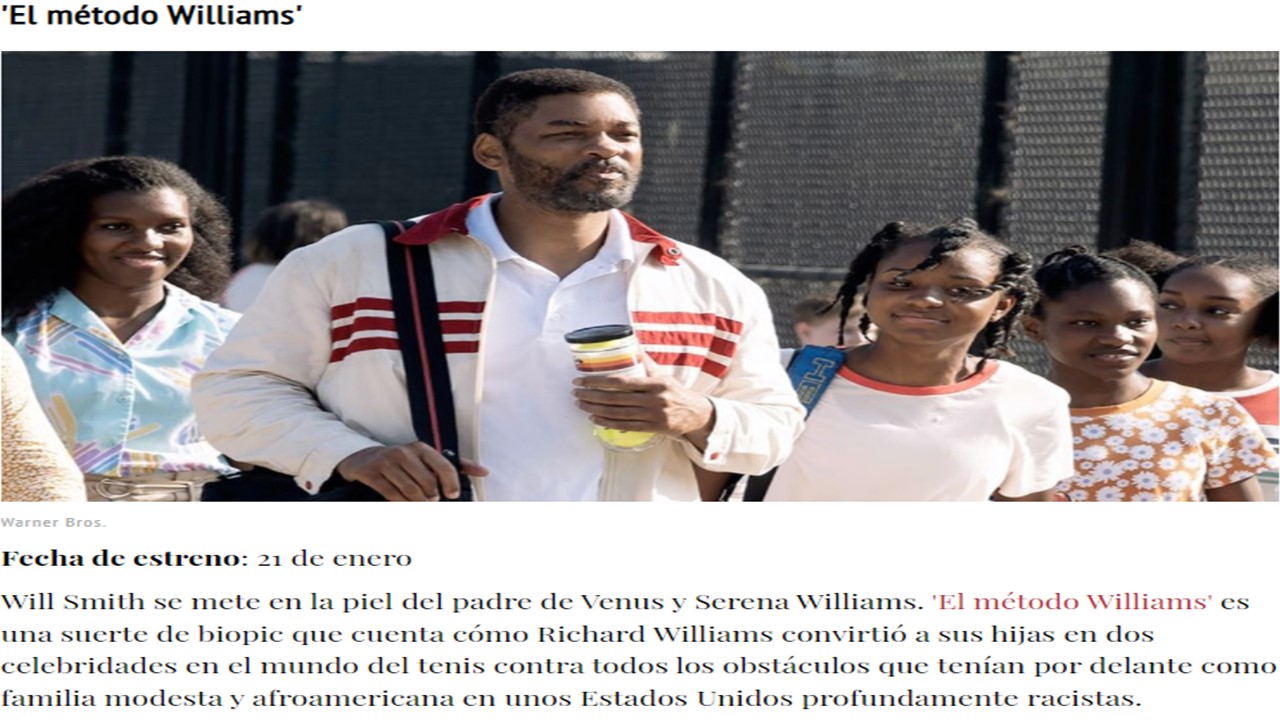 'El método Williams'
Warner Bros.
Fecha de estreno: 21 de enero
Will Smith se mete en la piel del padre de Venus y Serena Williams. 'El método Williams' es
una suerte de biopic que cuenta cómo Richard Williams convirtió a sus hijas en dos
celebridades en el mundo del tenis contra todos los obstáculos que tenían por delante como
familia modesta y afroamericana en unos Estados Unidos profundamente racistas.